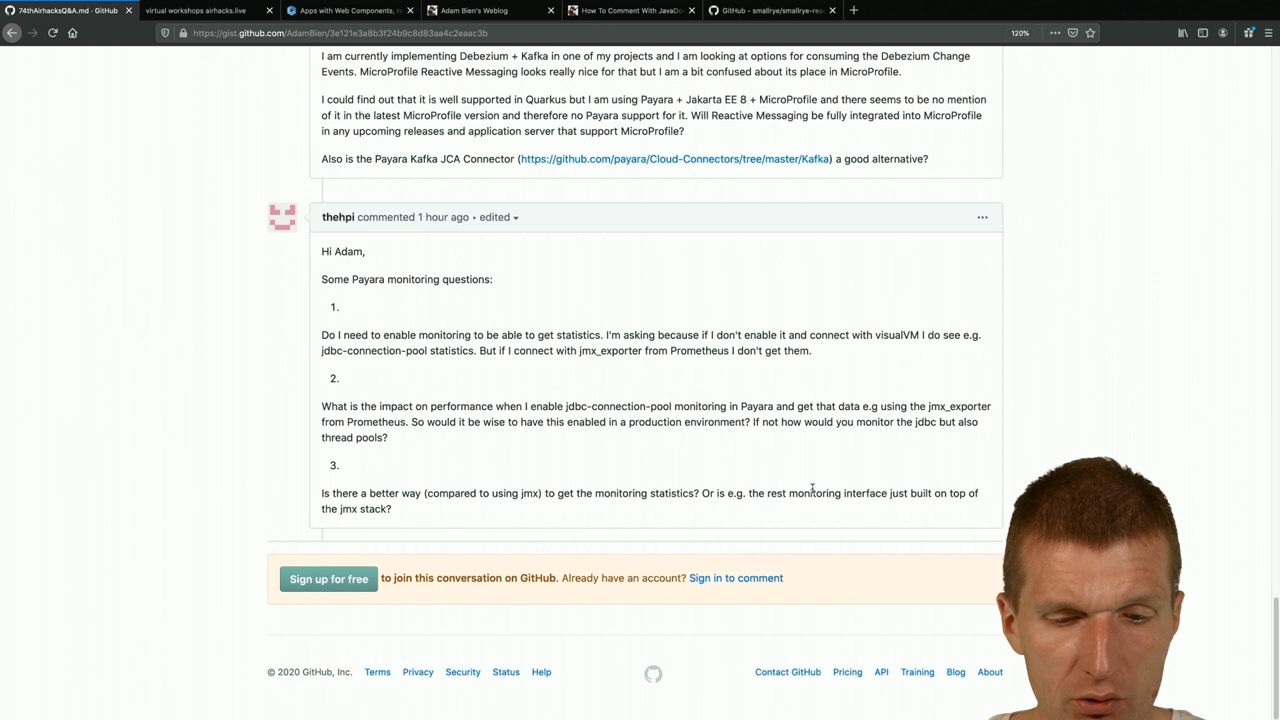 74thAirhacksQ&A.md · GitHub
virtual workshops airhacks.live
Apps with Web Components, re
Adam Bien's Weblog
How To Comment With JavaDo
GitHub - smallrye/smallrye-rea
https://gist.github.com/AdamBien/3e121e3a8b3f24b9c8d83aa4c2eaac3b
120%
I am currently implementing Debezium + Kafka in one of my projects and I am looking at options for consuming the Debezium Change
Events. MicroProfile Reactive Messaging looks really nice for that but I am a bit confused about its place in MicroProfile.
I could find out that it is well supported in Quarkus but I am using Payara + Jakarta EE 8 + MicroProfile and there seems to be no mention
of it in the latest MicroProfile version and therefore no Payara support for it. Will Reactive Messaging be fully integrated into MicroProfile
in any upcoming releases and application server that support MicroProfile?
Also is the Payara Kafka JCA Connector (https://github.com/payara/Cloud-Connectors/tree/master/Kafka) a good alternative?
thehpi commented 1 hour ago • edited
Hi Adam,
Some Payara monitoring questions:
1.
Do I need to enable monitoring to be able to get statistics. I'm asking because if I don't enable it and connect with visualVM I do see e.g.
jdbc-connection-pool statistics. But if I connect with jmx_exporter from Prometheus I don't get them.
2.
What is the impact on performance when I enable jdbc-connection-pool monitoring in Payara and get that data e.g using the jmx_exporter
from Prometheus. So would it be wise to have this enabled in a production environment? If not how would you monitor the jdbc but also
thread pools?
3.
Is there a better way (compared to using jmx) to get the monitoring statistics? Or is e.g. the rest monitoring interface just built on top of
the jmx stack?
Sign up for free to join this conversation on GitHub. Already have an account? Sign in to comment
© 2020 GitHub, Inc. Terms Privacy Security Status Help Contact GitHub Pricing API Training Blog About